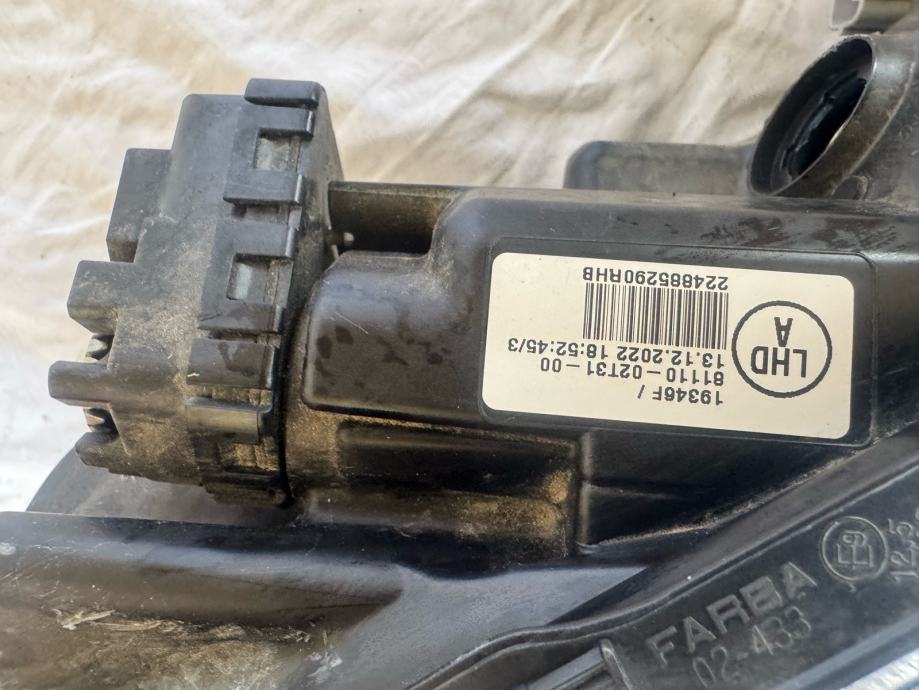 19346F/
81110-02T31-00
13.12.2022 18:52:45/3
224885290RHB
LHD
A
FARBA
02-433